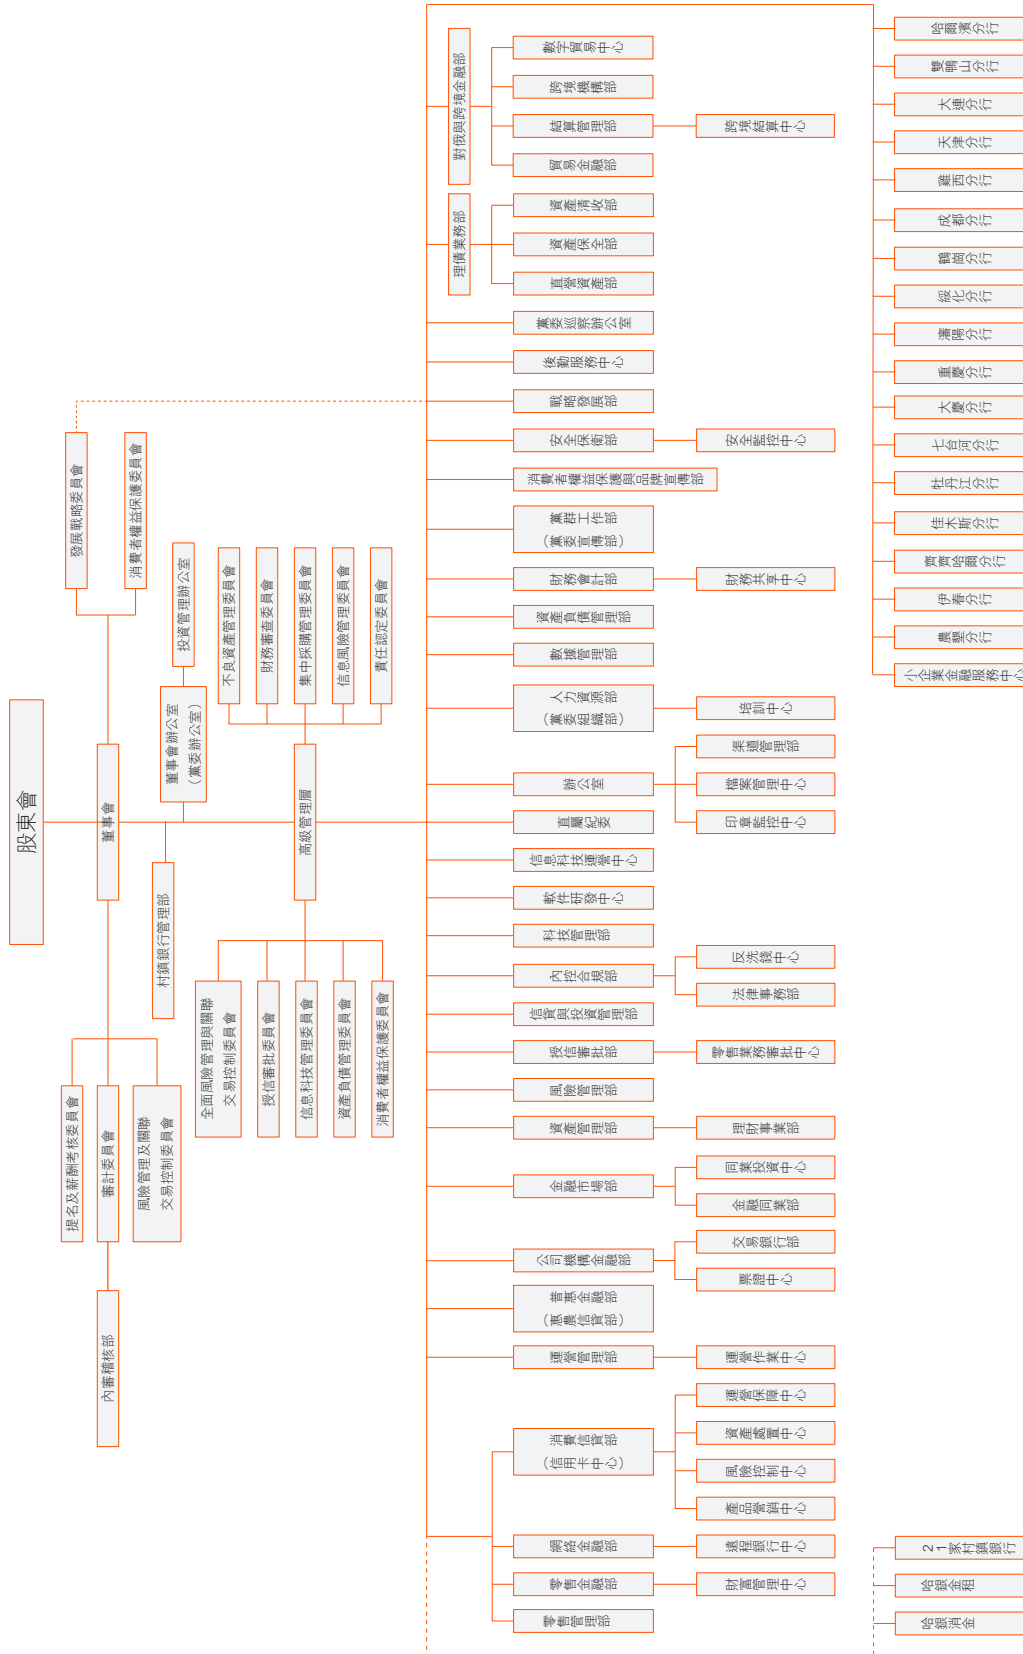 股東會
董事會
發展戰略委員會
消費者權益保護委員會
提名及薪酬考核委員會
審計委員會
風險管理及關聯
交易控制委員會
內審稽核部
村鎮銀行管理部
董事會辦公室
（黨委辦公室）
投資管理辦公室
高級管理層
全面風險管理與關聯
交易控制委員會
授信審批委員會
信息科技管理委員會
資產負債管理委員會
消費者權益保護委員會
不良資產管理委員會
財務審查委員會
集中採購管理委員會
信息風險管理委員會
責任認定委員會
零售管理部
零售金融部
財富管理中心
網絡金融部
遠程銀行中心
消費信貸部
（信用卡中心）
產品營銷中心
風險控制中心
資產處置中心
運營保障中心
運營管理部
運營作業中心
普惠金融部
（惠農信貸部）
公司機構金融部
票證中心
交易銀行部
金融市場部
金融同業部
同業投資中心
資產管理部
理財事業部
風險管理部
授信審批部
零售業務審批中心
信貸與投資管理部
內控合規部
法律事務部
反洗錢中心
科技管理部
軟件研發中心
信息科技運營中心
直屬紀委
辦公室
印章監控中心
檔案管理中心
渠道管理部
人力資源部
（黨委組織部）
培訓中心
數據管理部
資產負債管理部
財務會計部
財務共享中心
黨群工作部
（黨委宣傳部）
消費者權益保護與品牌宣傳部
安全保衛部
安全監控中心
戰略發展部
後勤服務中心
黨委巡察辦公室
理債業務部
直營資產部
資產保全部
資產清收部
對俄與跨境金融部
貿易金融部
結算管理部
跨境結算中心
跨境機構部
數字貿易中心
哈銀消金
哈銀金租
21家村鎮銀行
小企業金融服務中心
農墾分行
伊春分行
齊齊哈爾分行
佳木斯分行
牡丹江分行
七台河分行
大慶分行
重慶分行
瀋陽分行
綏化分行
鶴崗分行
成都分行
雞西分行
天津分行
大連分行
雙鴨山分行
哈爾濱分行